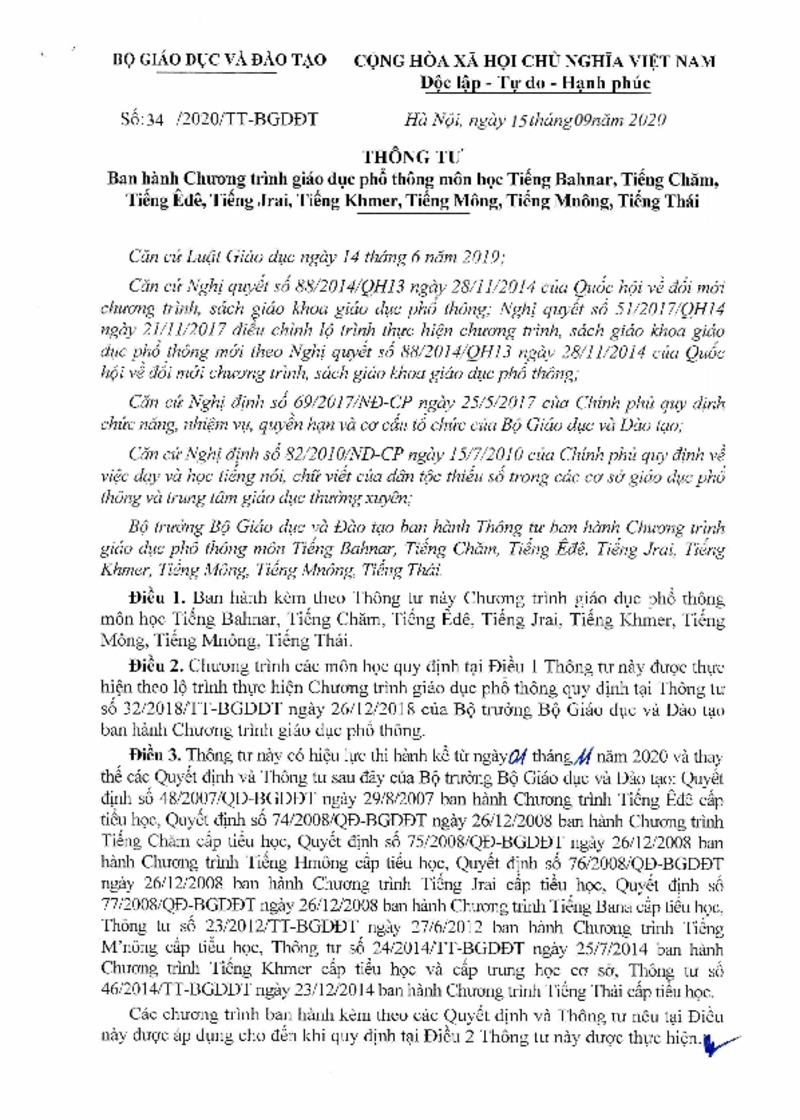 BỘ GIÁO DỤC VÀ ĐÀO TẠO
CỘNG HÒA XÃ HỘI CHỦ NGHĨA VIỆT NAM
Độc lập - Tự do - Hạnh phúc
Số: 34 /2020/TT-BGDĐT
Hà Nội, ngày 15 tháng 09 năm 2020
THÔNG TƯ
Ban hành Chương trình giáo dục phổ thông môn học Tiếng Bahnar, Tiếng Chăm,
Tiếng Êđê, Tiếng Jrai, Tiếng Khmer, Tiếng Mông, Tiếng Mnông, Tiếng Thái
Căn cứ Luật Giáo dục ngày 14 tháng 6 năm 2019;
Căn cứ Nghị quyết số 88/2014/QH13 ngày 28/11/2014 của Quốc hội về đổi mới
chương trình, sách giáo khoa giáo dục phổ thông; Nghị quyết số 51/2017/QH14
ngày 21/11/2017 điều chỉnh lộ trình thực hiện chương trình, sách giáo khoa giáo
dục phổ thông mới theo Nghị quyết số 88/2014/QH13 ngày 28/11/2014 của Quốc
hội về đổi mới chương trình, sách giáo khoa giáo dục phổ thông;
Căn cứ Nghị định số 69/2017/NĐ-CP ngày 25/5/2017 của Chính phủ quy định
chức năng, nhiệm vụ, quyền hạn và cơ cấu tổ chức của Bộ Giáo dục và Đào tạo;
Căn cứ Nghị định số 82/2010/NĐ-CP ngày 15/7/2010 của Chính phủ quy định về
việc dạy và học tiếng nói, chữ viết của dân tộc thiểu số trong các cơ sở giáo dục phổ
thông và trung tâm giáo dục thường xuyên;
Bộ trưởng Bộ Giáo dục và Đào tạo ban hành Thông tư ban hành Chương trình
giáo dục phổ thông môn Tiếng Bahnar, Tiếng Chăm, Tiếng Êđê, Tiếng Jrai, Tiếng
Khmer, Tiếng Mông, Tiếng Mnông, Tiếng Thái.
Điều 1. Ban hành kèm theo Thông tư này Chương trình giáo dục phổ thông
môn học Tiếng Bahnar, Tiếng Chăm, Tiếng Êdê, Tiếng Jrai, Tiếng Khmer, Tiếng
Mông, Tiếng Mnông, Tiếng Thái.
Điều 2. Chương trình các môn học quy định tại Điều 1 Thông tư này được thực
hiện theo lộ trình thực hiện Chương trình giáo dục phổ thông quy định tại Thông tư
số 32/2018/TT-BGDĐT ngày 26/12/2018 của Bộ trưởng Bộ Giáo dục và Đào tạo
ban hành Chương trình giáo dục phổ thông.
Điều 3. Thông tư này có hiệu lực thi hành kể từ ngày 01 tháng 11 năm 2020 và thay
thế các Quyết định và Thông tư sau đây của Bộ trưởng Bộ Giáo dục và Đào tạo: Quyết
định số 48/2007/QĐ-BGDĐT ngày 29/8/2007 ban hành Chương trình Tiếng Êđê cấp
tiểu học, Quyết định số 74/2008/QĐ-BGDĐT ngày 26/12/2008 ban hành Chương trình
Tiếng Chăm cấp tiểu học, Quyết định số 75/2008/QĐ-BGDĐT ngày 26/12/2008 ban
hành Chương trình Tiếng Hmông cấp tiểu học, Quyết định số 76/2008/QĐ-BGDĐT
ngày 26/12/2008 ban hành Chương trình Tiếng Jrai cấp tiểu học, Quyết định số
77/2008/QĐ-BGDĐT ngày 26/12/2008 ban hành Chương trình Tiếng Bana cấp tiểu học,
Thông tư số 23/2012/TT-BGDĐT ngày 27/6/2012 ban hành Chương trình Tiếng
M'nông cấp tiểu học, Thông tư số 24/2014/TT-BGDĐT ngày 25/7/2014 ban hành
Chương trình Tiếng Khmer cấp tiểu học và cấp trung học cơ sở, Thông tư số
46/2014/TT-BGDĐT ngày 23/12/2014 ban hành Chương trình Tiếng Thái cấp tiểu học.
Các chương trình ban hành kèm theo các Quyết định và Thông tư nêu tại Điều
này được áp dụng cho đến khi quy định tại Điều 2 Thông tư này được thực hiện.